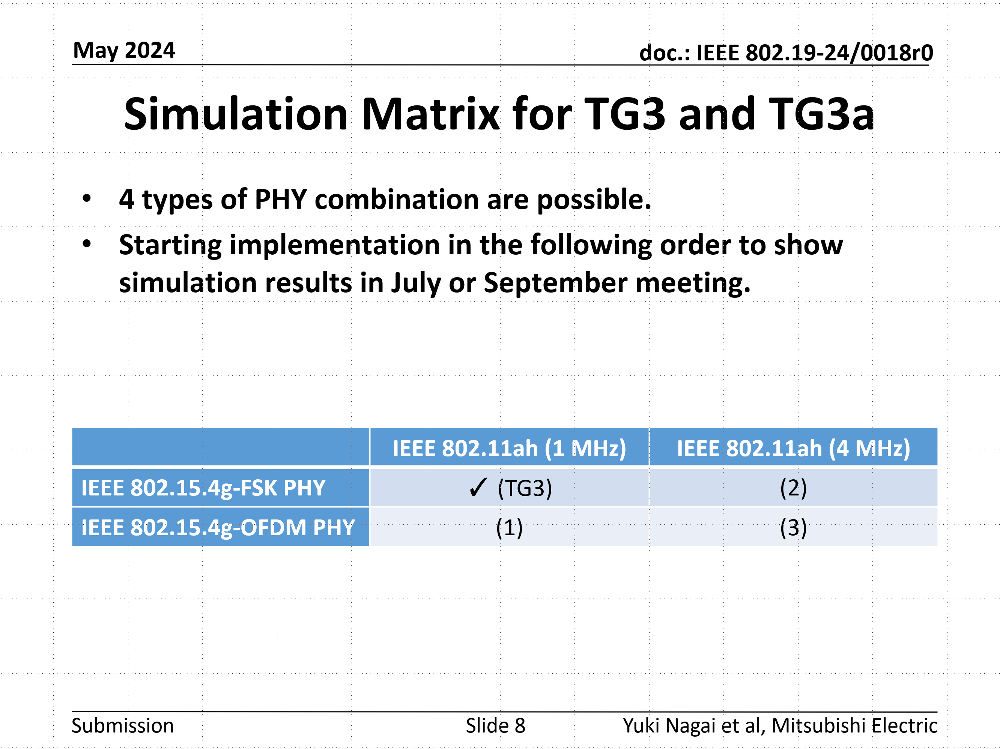 May 2024
doc.: IEEE 802.19-24/0018r0
Simulation Matrix for TG3 and TG3a
• 4 types of PHY combination are possible.
• Starting implementation in the following order to show
simulation results in July or September meeting.
IEEE 802.11ah (1 MHz) IEEE 802.11ah (4 MHz)
IEEE 802.15.4g-FSK PHY ✓ (TG3) (2)
IEEE 802.15.4g-OFDM PHY (1) (3)
Submission
Slide 8
Yuki Nagai et al, Mitsubishi Electric